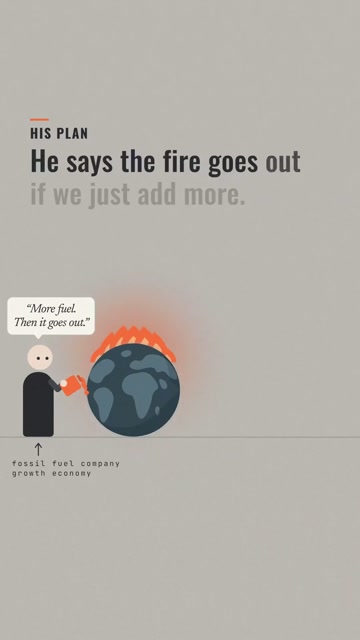 HIS PLAN
He says the fire goes out
if we just add more.
“More fuel.
Then it goes out.”
fossil fuel company
growth economy